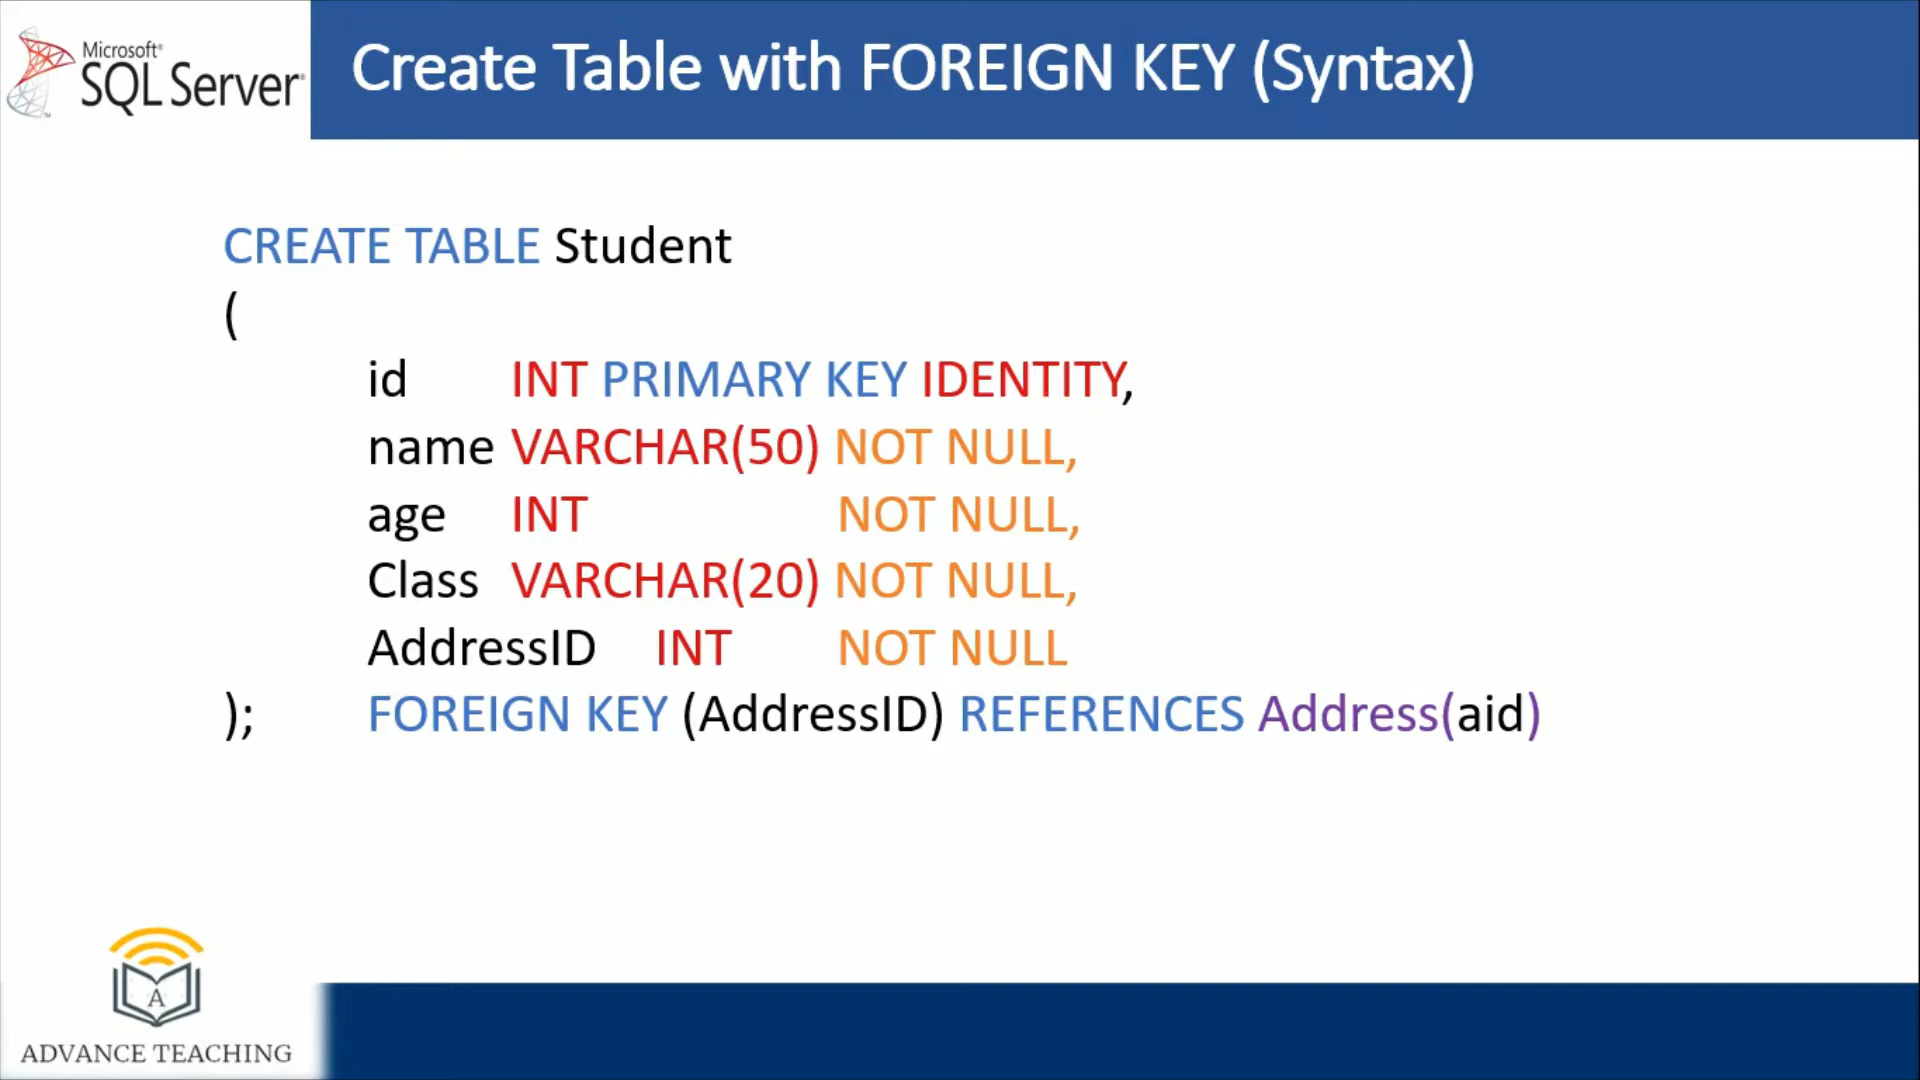 Microsoft®
SQL Server®
Create Table with FOREIGN KEY (Syntax)
CREATE TABLE Student
(
id INT PRIMARY KEY IDENTITY,
name VARCHAR(50) NOT NULL,
age INT NOT NULL,
Class VARCHAR(20) NOT NULL,
AddressID INT NOT NULL
); FOREIGN KEY (AddressID) REFERENCES Address(aid)
A
ADVANCE TEACHING